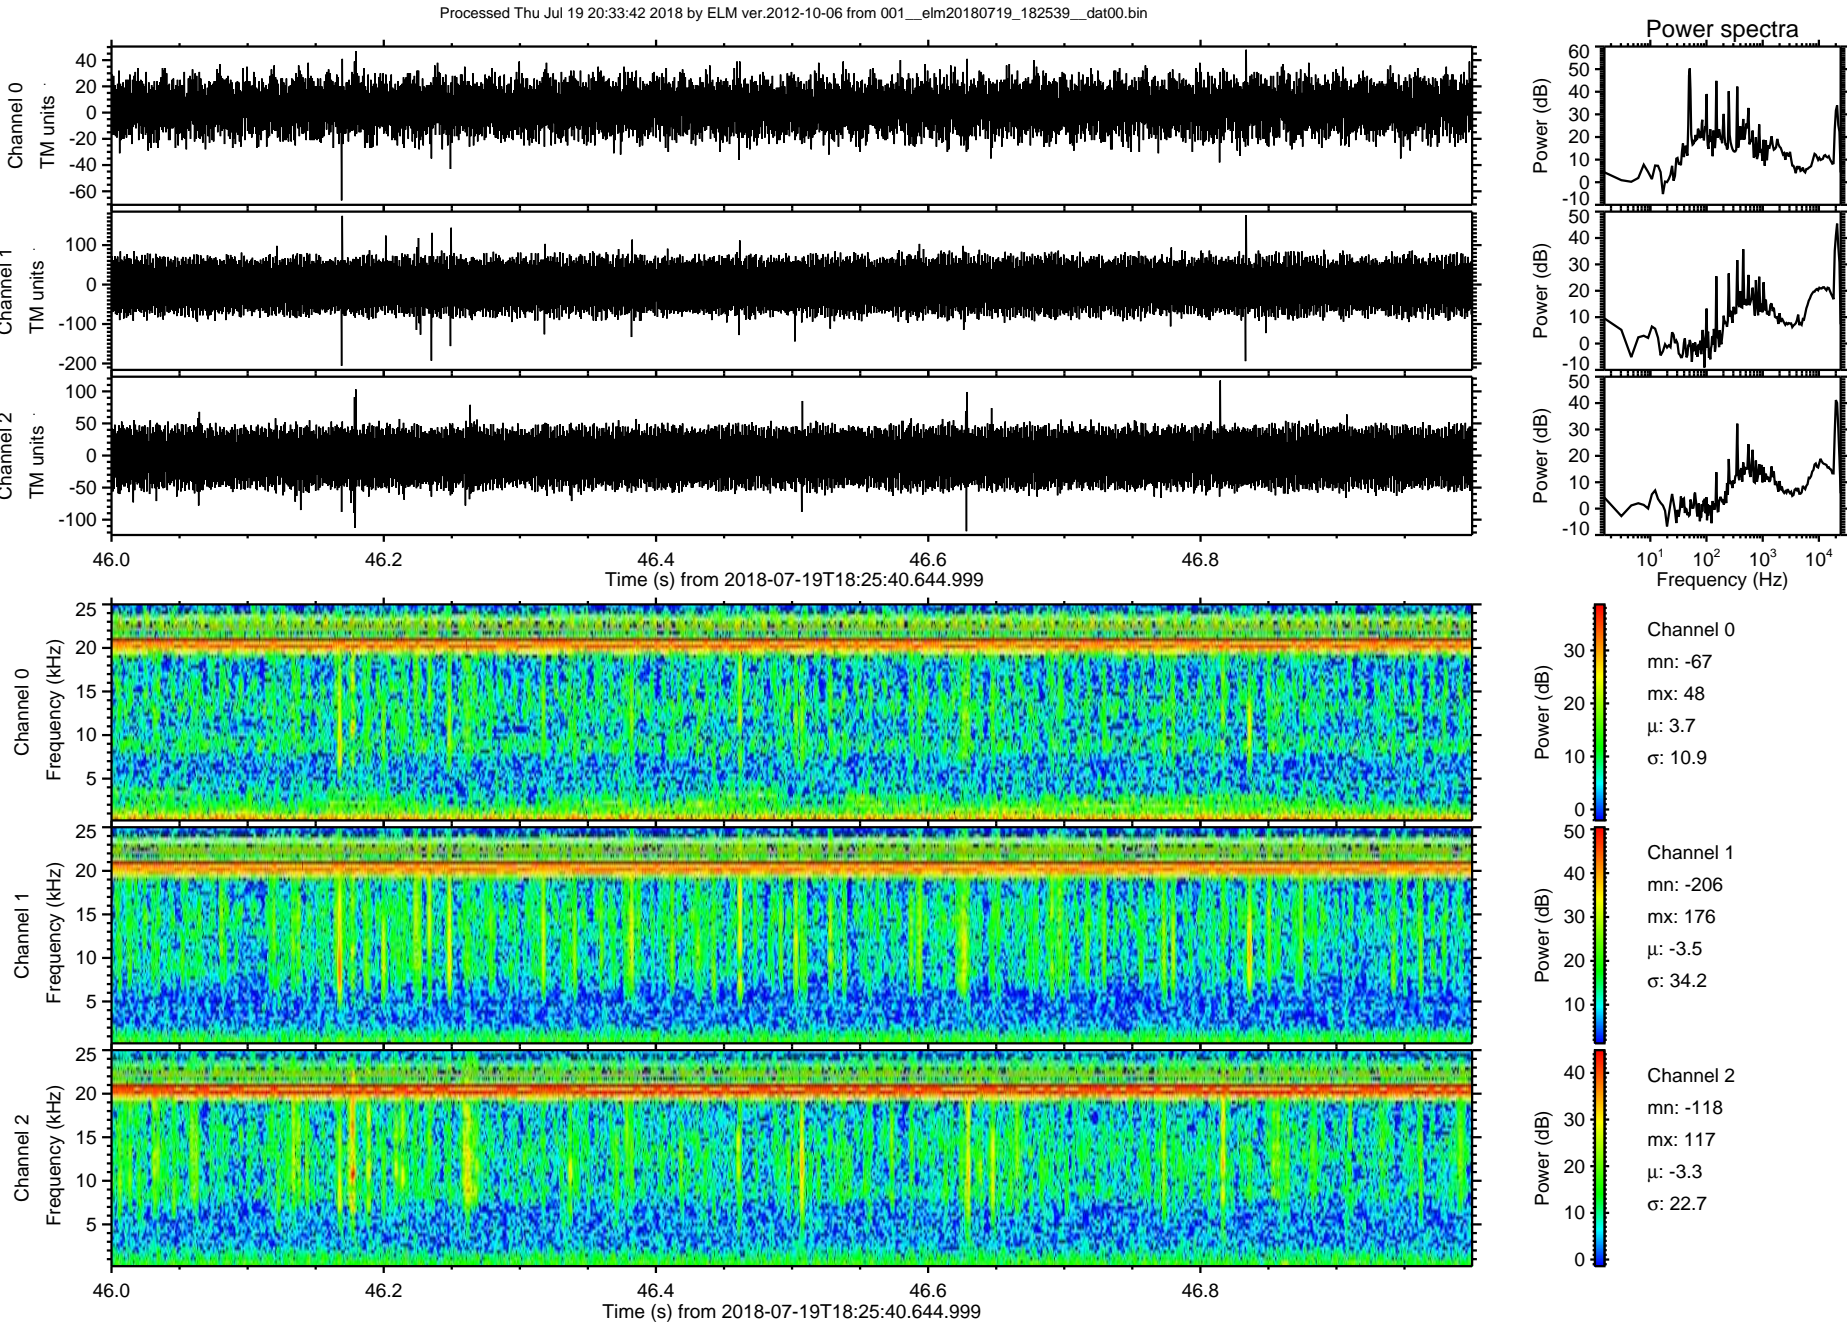 Processed Thu Jul 19 20:33:42 2018 by ELM ver.2012-10-06 from 001__elm20180719_182539__dat00.bin
Power spectra
Channel 0
TM units
40
20
0
-20
-40
-60
Power (dB)
60
50
40
30
20
10
0
-10
Channel 1
TM units
100
0
-100
-200
Power (dB)
50
40
30
20
10
0
-10
Channel 2
TM units
100
50
0
-50
-100
Power (dB)
50
40
30
20
10
0
-10
46.0 46.2 46.4 46.6 46.8
Time (s) from 2018-07-19T18:25:40.644.999
10^1 10^2 10^3 10^4
Frequency (Hz)
Channel 0
Frequency (kHz)
25
20
15
10
5
Power (dB)
30
20
10
0
Channel 0
mn: -67
mx: 48
μ: 3.7
σ: 10.9
Channel 1
Frequency (kHz)
25
20
15
10
5
Power (dB)
50
40
30
20
10
Channel 1
mn: -206
mx: 176
μ: -3.5
σ: 34.2
Channel 2
Frequency (kHz)
25
20
15
10
5
Power (dB)
40
30
20
10
0
Channel 2
mn: -118
mx: 117
μ: -3.3
σ: 22.7
46.0 46.2 46.4 46.6 46.8
Time (s) from 2018-07-19T18:25:40.644.999